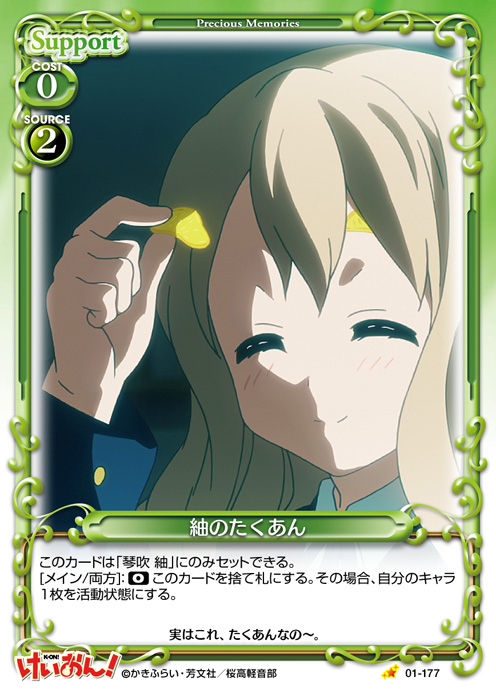 Precious Memories
Support
COST
0
SOURCE
2
紬のたくあん
このカードは「琴吹 紬」にのみセットできる。
[メイン/両方]:0このカードを捨て札にする。その場合、自分のキャラ
1枚を活動状態にする。
実はこれ、たくあんなの〜。
K-ON!
けいおん!
©かきふらい・芳文社／桜高軽音部
01-177